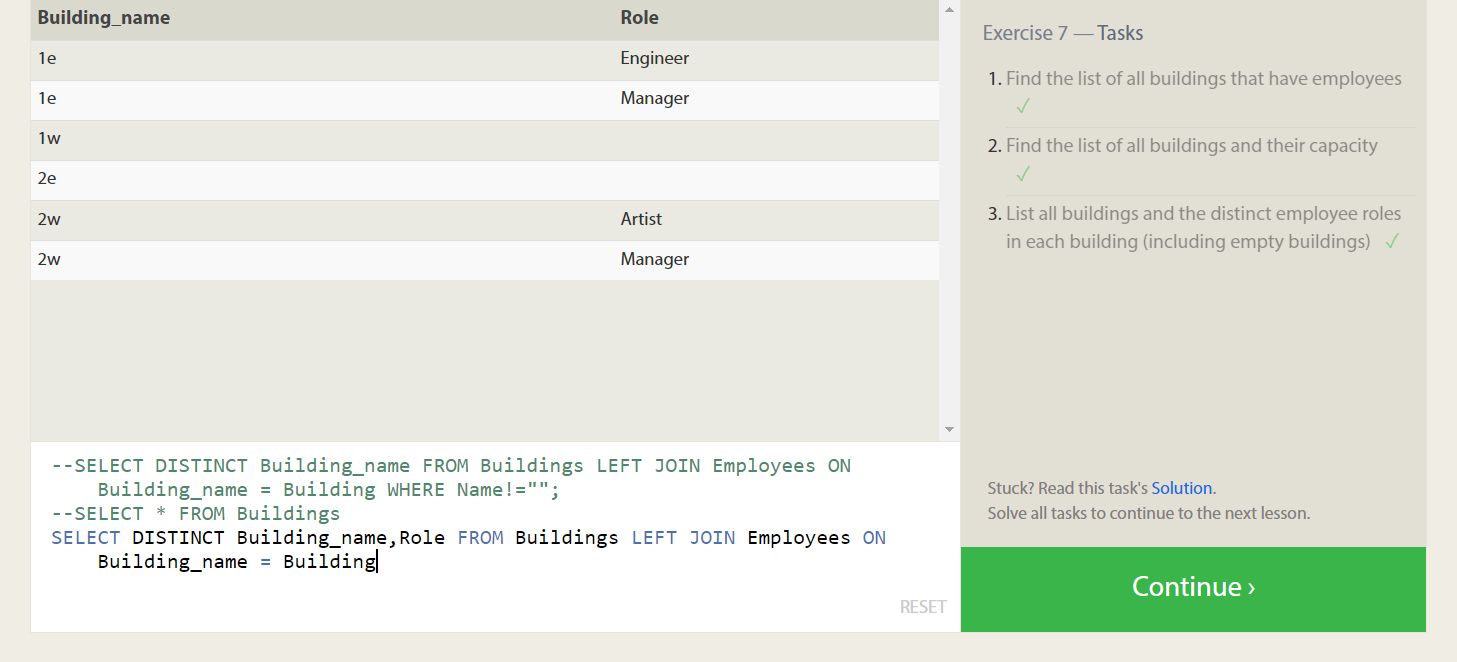 Building_name Role
1e Engineer
1e Manager
1w
2e
2w Artist
2w Manager
--SELECT DISTINCT Building_name FROM Buildings LEFT JOIN Employees ON
Building_name = Building WHERE Name!="";
--SELECT * FROM Buildings
SELECT DISTINCT Building_name,Role FROM Buildings LEFT JOIN Employees ON
Building_name = Building
RESET
Exercise 7 — Tasks
1. Find the list of all buildings that have employees
✓
2. Find the list of all buildings and their capacity
✓
3. List all buildings and the distinct employee roles
in each building (including empty buildings) ✓
Stuck? Read this task's Solution.
Solve all tasks to continue to the next lesson.
Continue ›